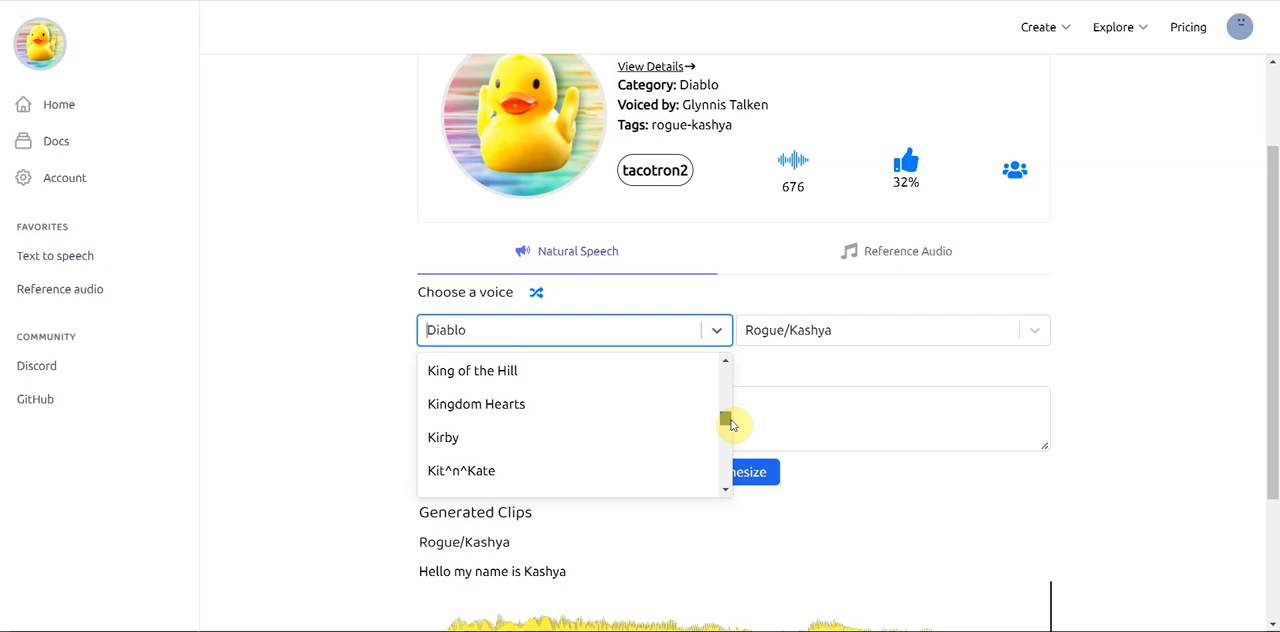 Create
Explore
Pricing
Home
Docs
Account
FAVORITES
Text to speech
Reference audio
COMMUNITY
Discord
GitHub
View Details→
Category: Diablo
Voiced by: Glynnis Talken
Tags: rogue-kashya
tacotron2
676
32%
Natural Speech
Reference Audio
Choose a voice
Diablo
Rogue/Kashya
King of the Hill
Kingdom Hearts
Kirby
Kit^n^Kate
Generated Clips
Rogue/Kashya
Hello my name is Kashya